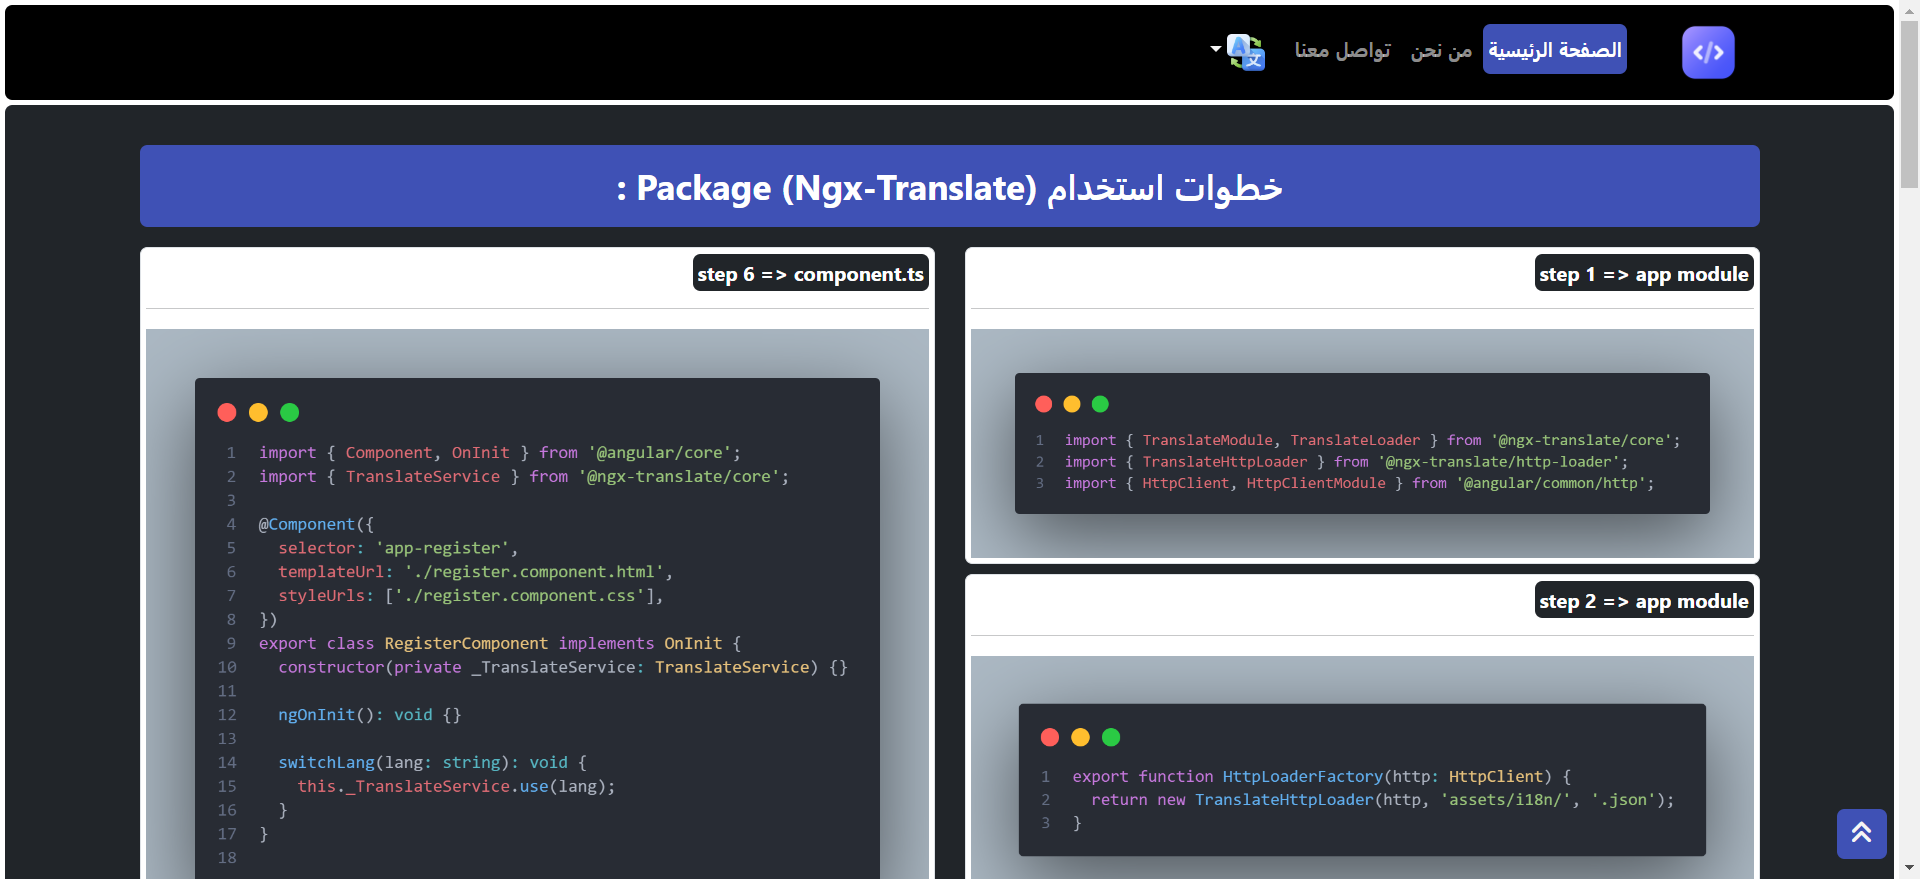 الصفحة الرئيسية
من نحن
تواصل معنا
خطوات استخدام Package (Ngx-Translate) :
step 1 => app module
1 import { TranslateModule, TranslateLoader } from '@ngx-translate/core';
2 import { TranslateHttpLoader } from '@ngx-translate/http-loader';
3 import { HttpClient, HttpClientModule } from '@angular/common/http';
step 2 => app module
1 export function HttpLoaderFactory(http: HttpClient) {
2   return new TranslateHttpLoader(http, 'assets/i18n/', '.json');
3 }
step 6 => component.ts
1 import { Component, OnInit } from '@angular/core';
2 import { TranslateService } from '@ngx-translate/core';
3
4 @Component({
5   selector: 'app-register',
6   templateUrl: './register.component.html',
7   styleUrls: ['./register.component.css'],
8 })
9 export class RegisterComponent implements OnInit {
10   constructor(private _TranslateService: TranslateService) {}
11
12   ngOnInit(): void {}
13
14   switchLang(lang: string): void {
15     this._TranslateService.use(lang);
16   }
17 }
18